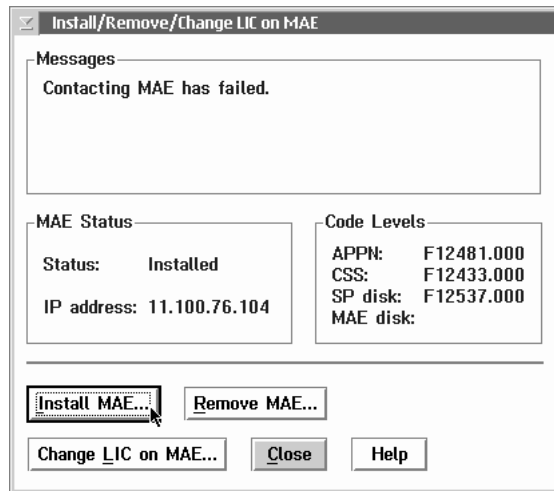 Install/Remove/Change LIC on MAE
Messages
Contacting MAE has failed.
MAE Status
Status: Installed
IP address: 11.100.76.104
Code Levels
APPN: F12481.000
CSS: F12433.000
SP disk: F12537.000
MAE disk:
Install MAE...
Remove MAE...
Change LIC on MAE...
Close
Help